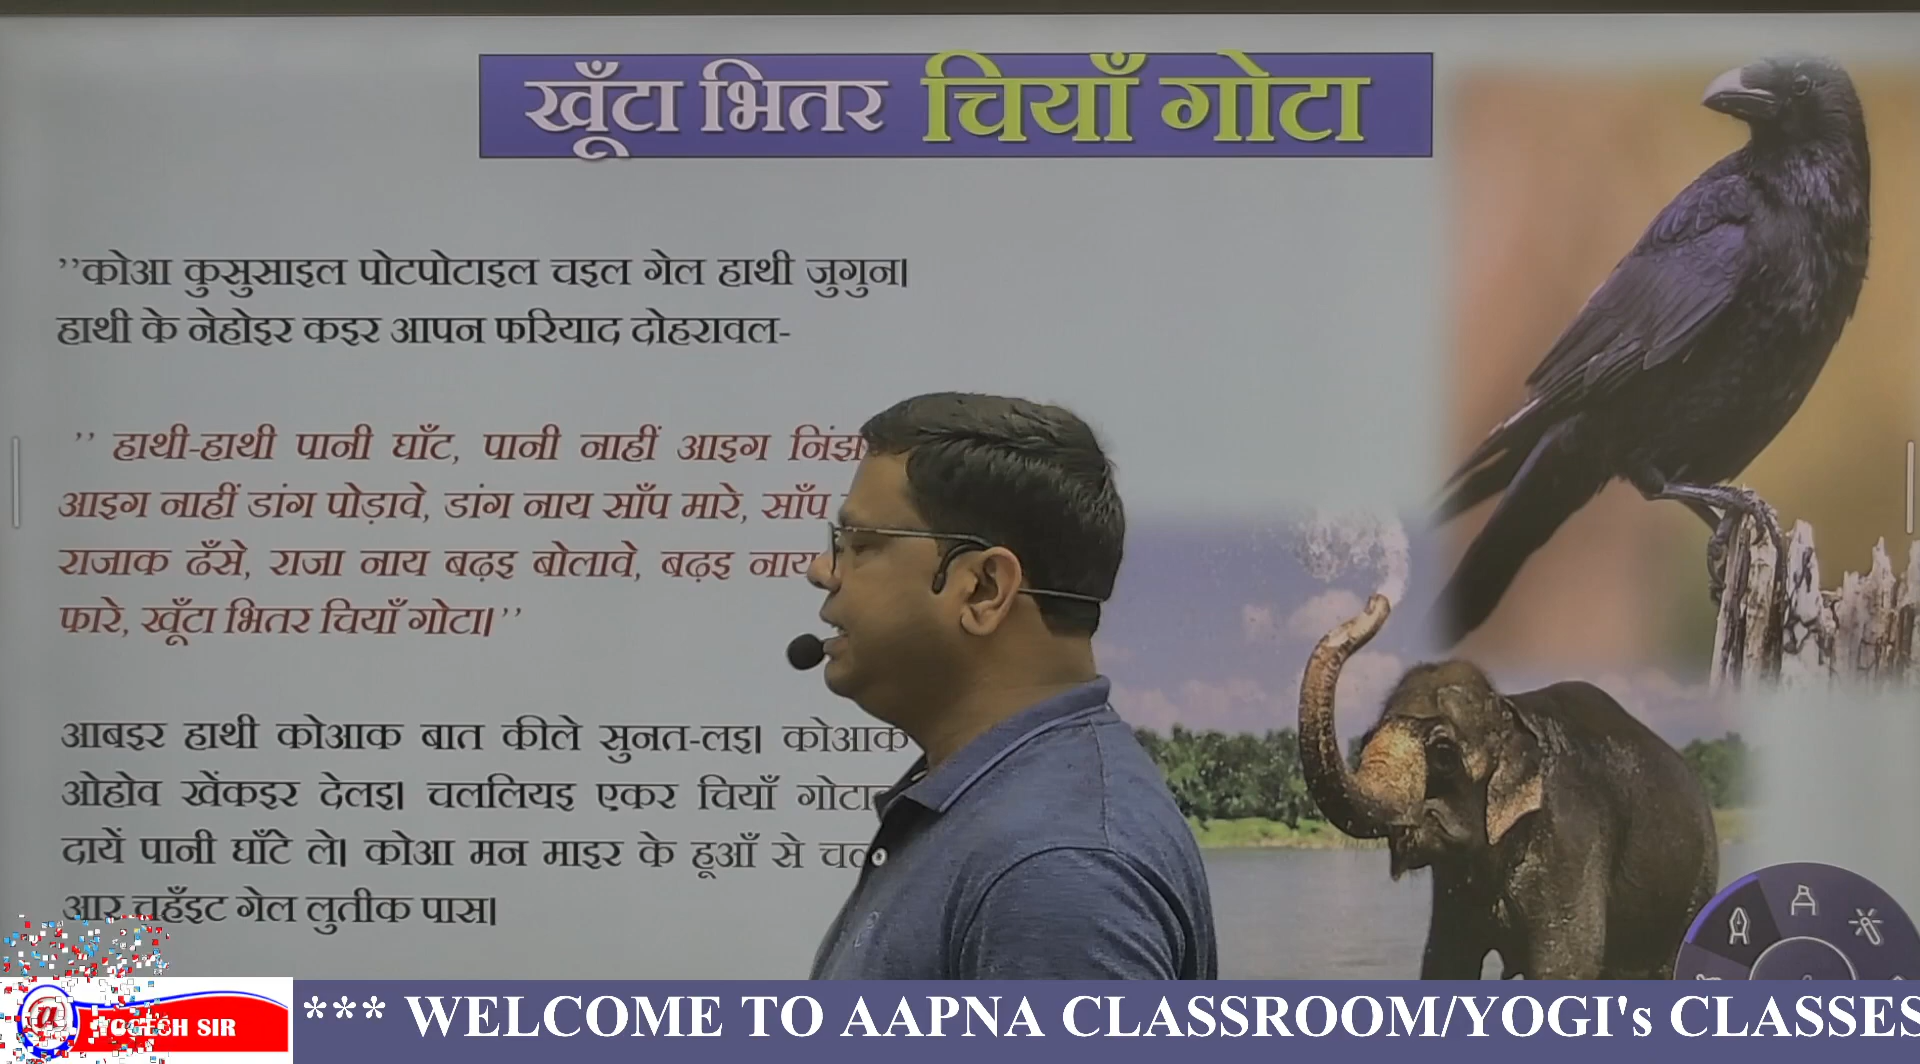 खूँटा भितर चियाँ गोटा
’’कोआ कुसुसाइल पोटपोटाइल चइल गेल हाथी जुगुन।
हाथी के नेहोइर कइर आपन फरियाद दोहरावल-
’’ हाथी-हाथी पानी घाँट, पानी नाहीं आइग
आइग नाहीं डांग पोड़ावे, डांग नाय साँप मारे, साँप
राजाक ढँसे, राजा नाय बढ़इ बोलावे, बढ़इ नाय
फारे, खूँटा भितर चियाँ गोटा।’’
आबइर हाथी कोआक बात कीले सुनत-लइ। कोआक
ओहोव खेंकइर देलइ। चललियइ एकर चियाँ
दायें पानी घाँटे ले। कोआ मन माइर के हूआँ से
आर चहँइट गेल लुतीक पास।
@ YOGECH SIR
*** WELCOME TO AAPNA CLASSROOM/YOGI's CLASSES